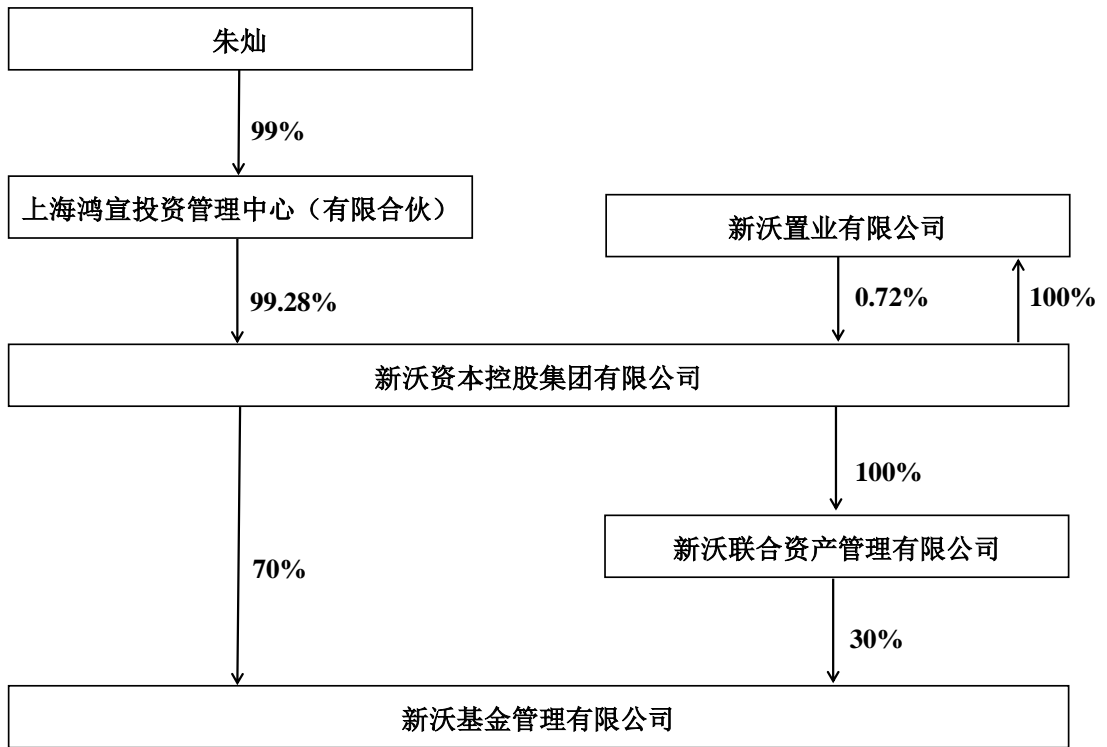 朱灿
99%
上海鸿宣投资管理中心（有限合伙）
新沃置业有限公司
99.28%
0.72%
100%
新沃资本控股集团有限公司
100%
新沃联合资产管理有限公司
70%
30%
新沃基金管理有限公司